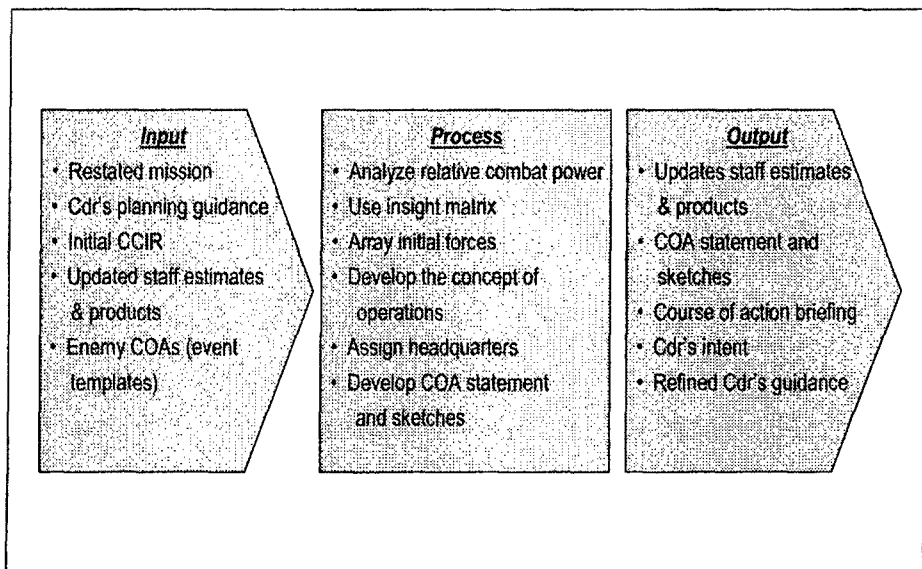 Input
• Restated mission
• Cdr's planning guidance
• Initial CCIR
• Updated staff estimates
& products
• Enemy COAs (event
templates)
Process
• Analyze relative combat power
• Use insight matrix
• Array initial forces
• Develop the concept of
operations
• Assign headquarters
• Develop COA statement
and sketches
Output
• Updates staff estimates
& products
• COA statement and
sketches
• Course of action briefing
• Cdr's intent
• Refined Cdr's guidance